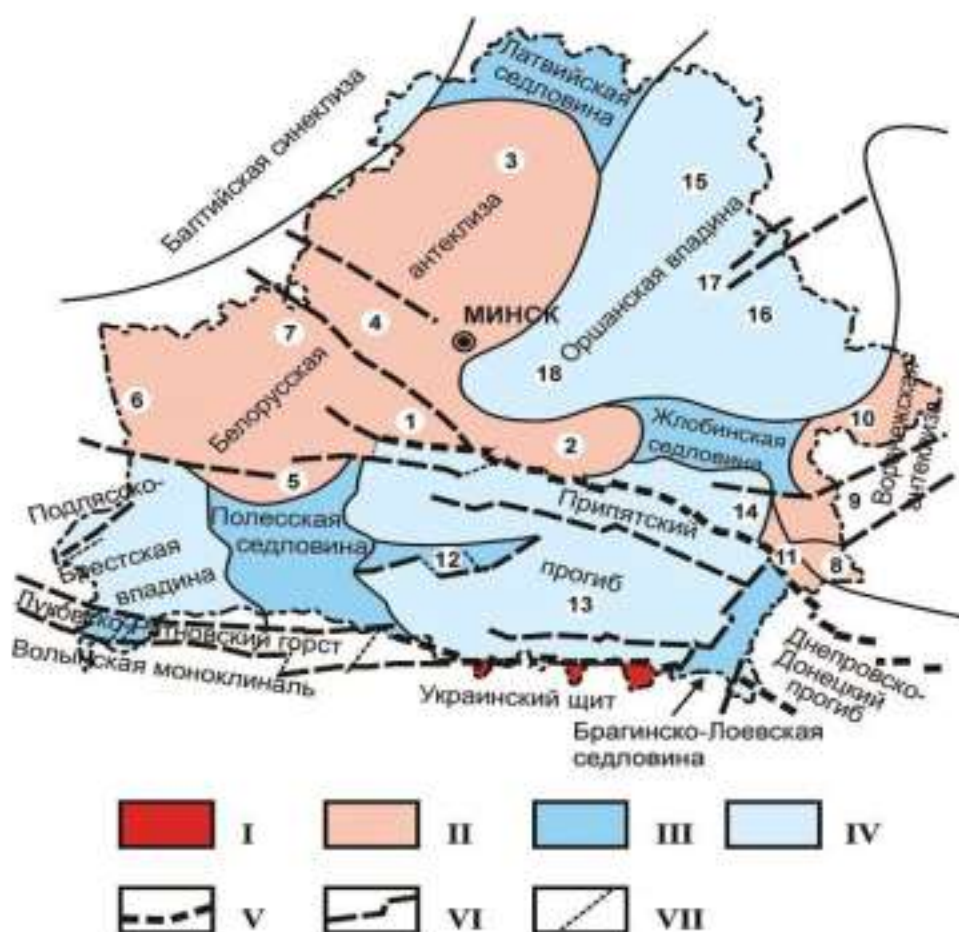 Латвийская
седловина
Балтийская синеклиза
3
антеклиза
15
Оршанская впадина
17
16
4
7
МИНСК
18
6
Белорусская
1
2
Жлобинская
седловина
10
Воронежская
антеклиза
9
5
Подлясско-
Брестская
впадина
Полесская
седловина
Припятский
прогиб
14
12
13
11
8
Луковско-Ратновский горст
Волынская моноклиналь
Украинский щит
Днепровско-
Донецкий
прогиб
Брагинско-Лоевская
седловина
I
II
III
IV
V
VI
VII